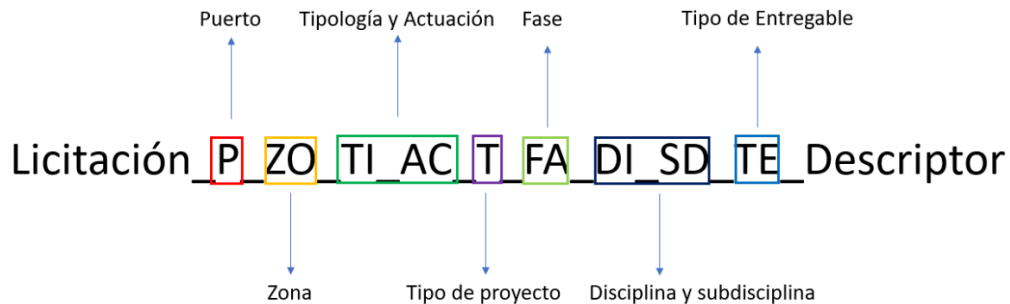 Puerto Tipología y Actuación Fase Tipo de Entregable
Licitación_P_ZO_TI_AC_T_FA_DI_SD_TE_Descriptor
Zona Tipo de proyecto Disciplina y subdisciplina